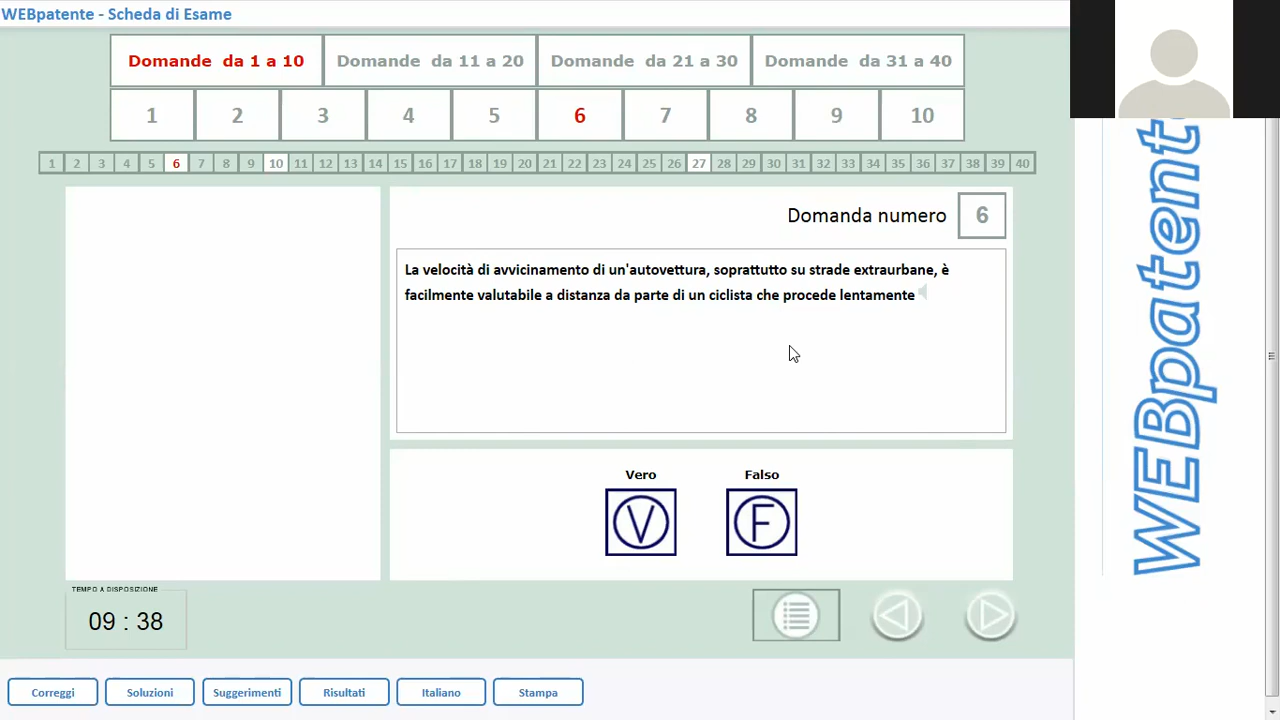 WEBpatente - Scheda di Esame
Domande da 1 a 10 Domande da 11 a 20 Domande da 21 a 30 Domande da 31 a 40
1 2 3 4 5 6 7 8 9 10
1 2 3 4 5 6 7 8 9 10 11 12 13 14 15 16 17 18 19 20 21 22 23 24 25 26 27 28 29 30 31 32 33 34 35 36 37 38 39 40
Domanda numero 6
La velocità di avvicinamento di un'autovettura, soprattutto su strade extraurbane, è
facilmente valutabile a distanza da parte di un ciclista che procede lentamente
Vero Falso
V F
TEMPO A DISPOSIZIONE
09 : 38
Correggi Soluzioni Suggerimenti Risultati Italiano Stampa
WEBpatente